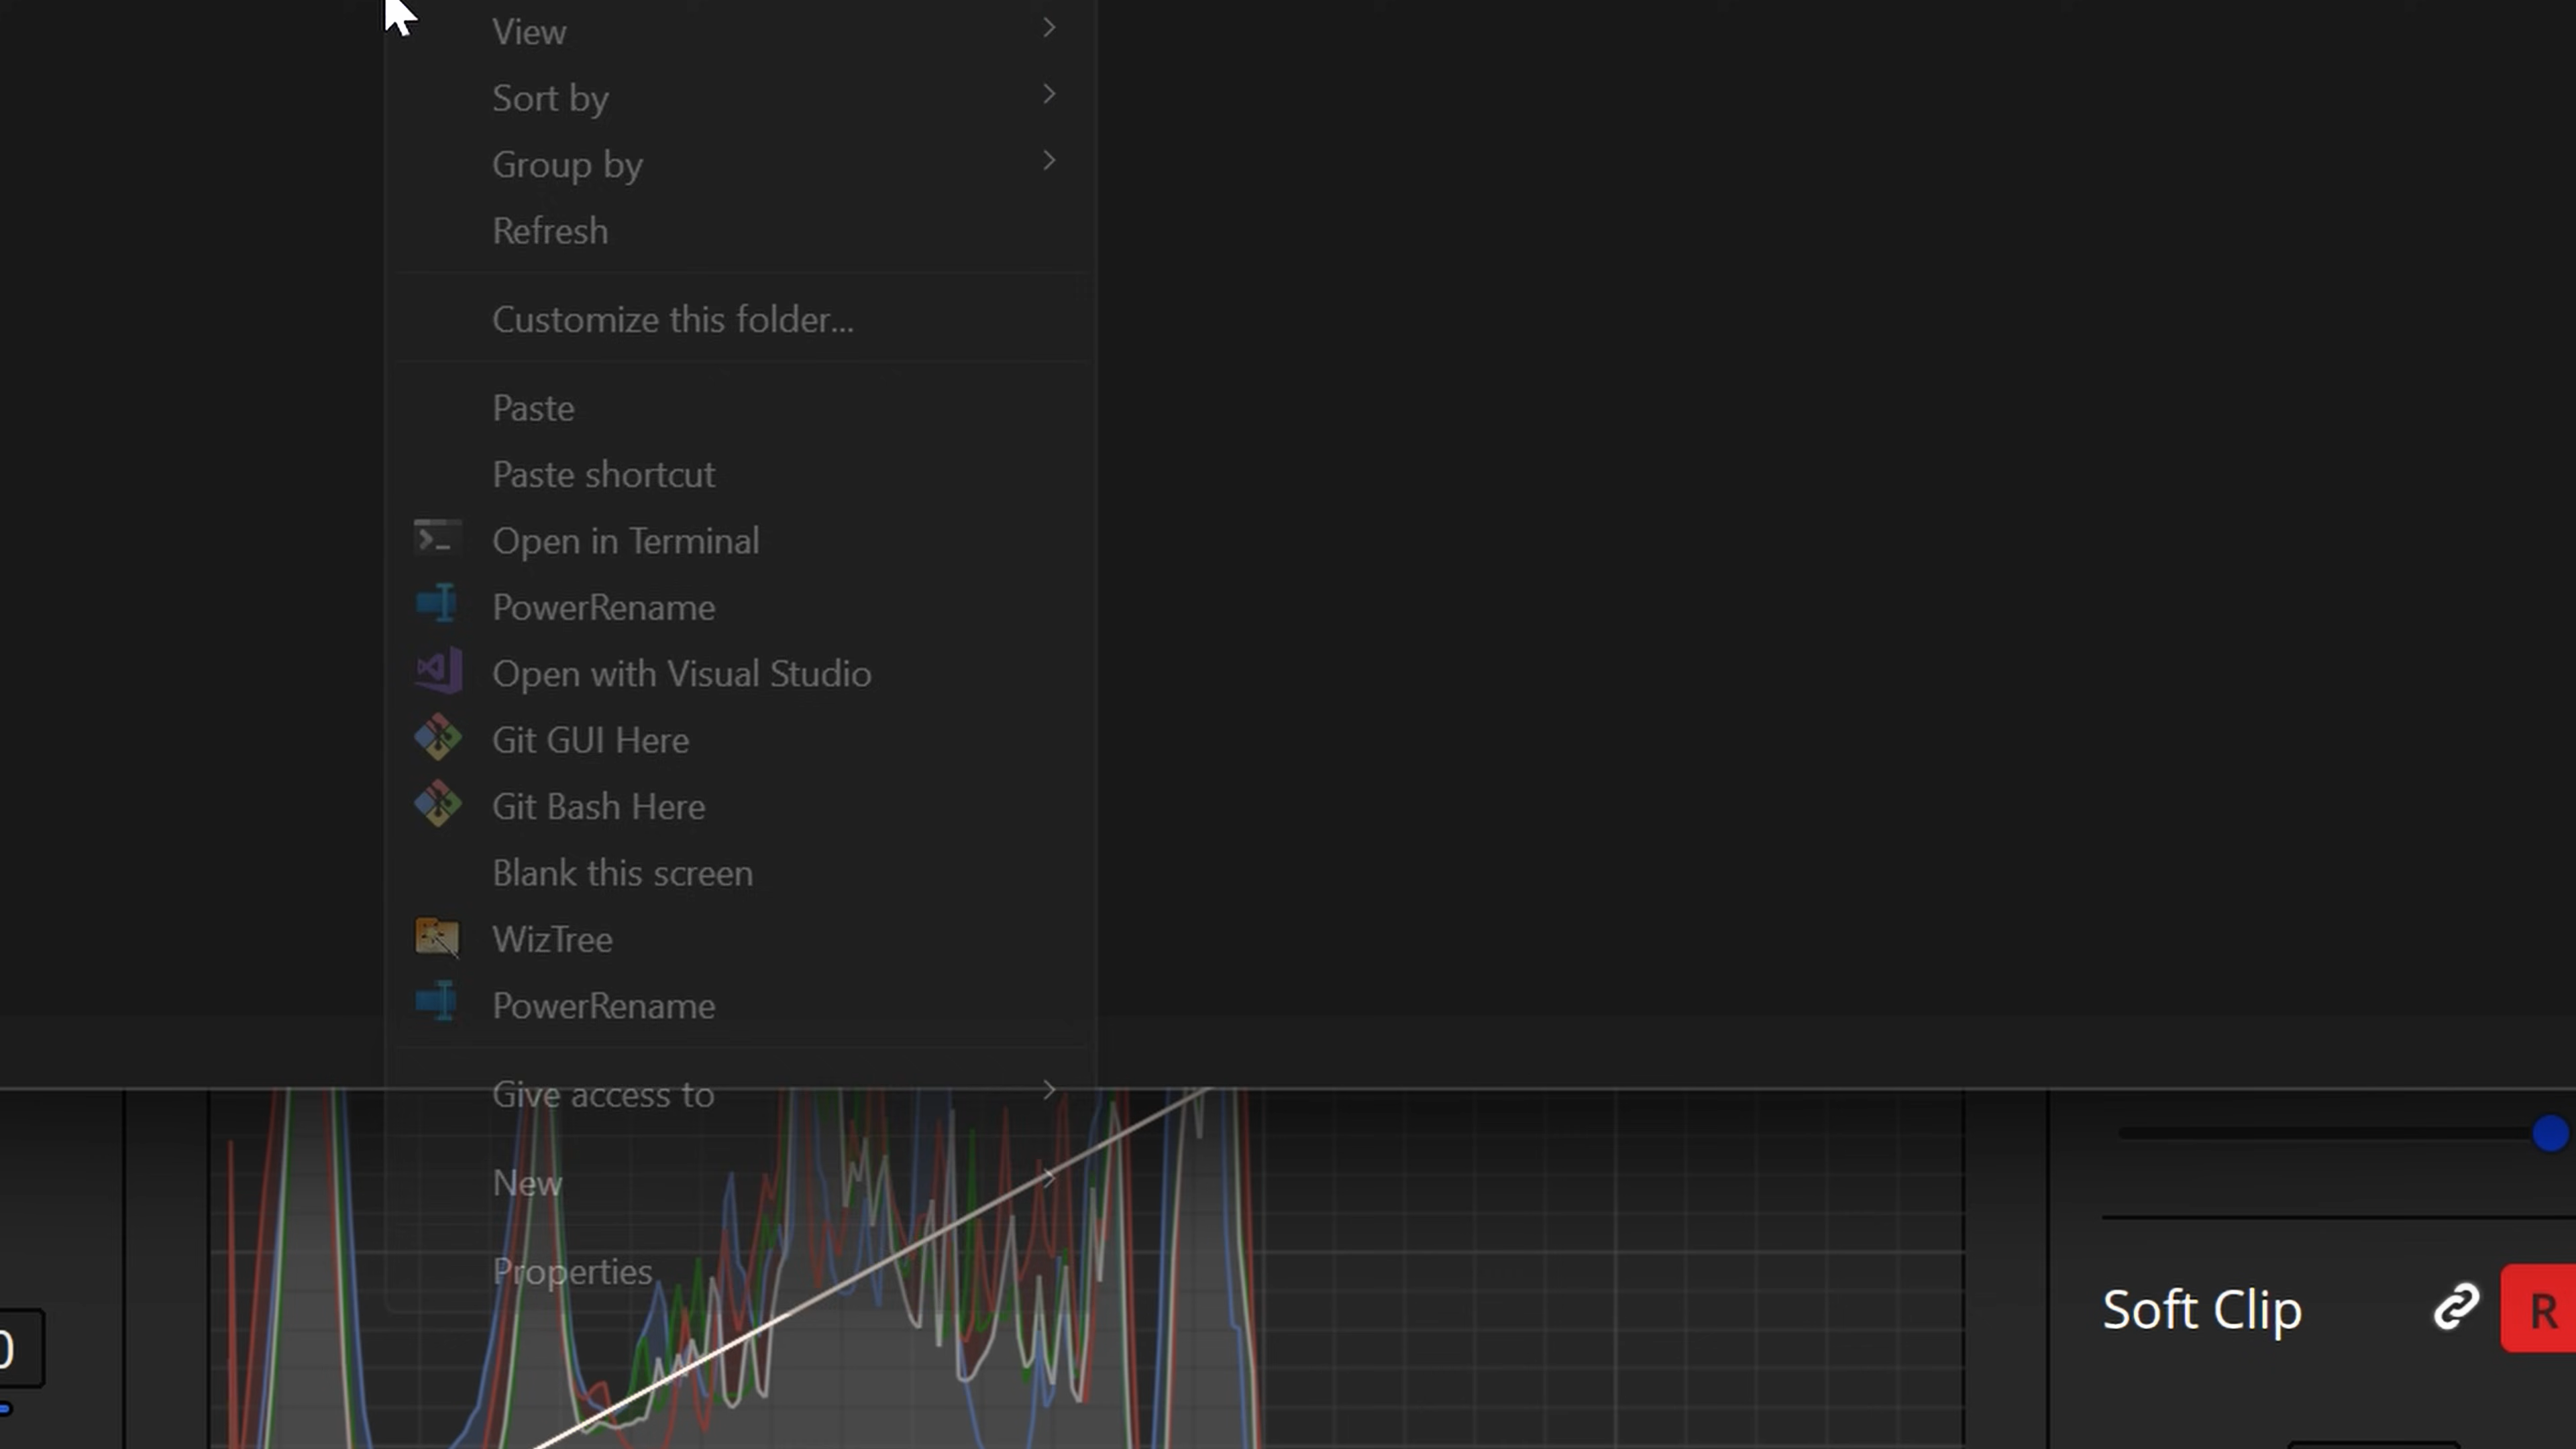 View
Sort by
Group by
Refresh
Customize this folder...
Paste
Paste shortcut
Open in Terminal
PowerRename
Open with Visual Studio
Git GUI Here
Git Bash Here
Blank this screen
WizTree
PowerRename
Give access to
New
Properties
Soft Clip
R
0